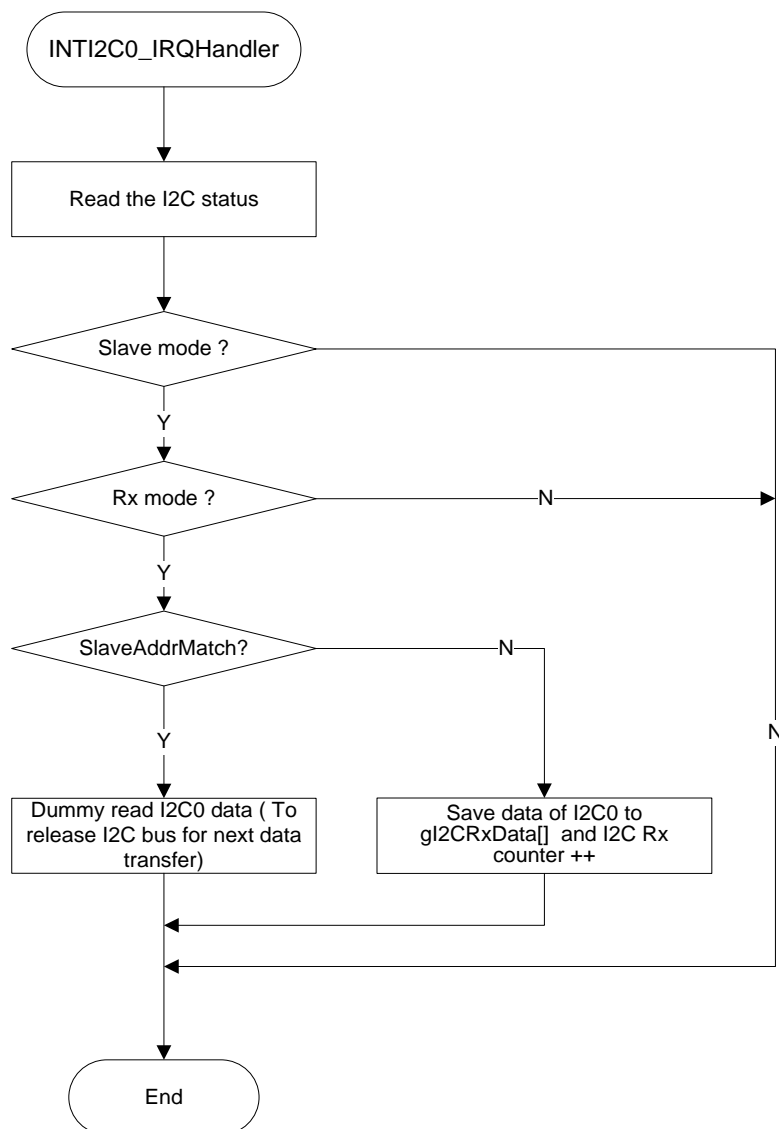 INTI2C0_IRQHandler
Read the I2C status
Slave mode ?
Y
Rx mode ?
N
Y
SlaveAddrMatch?
N
Y
N
Dummy read I2C0 data ( To
release I2C bus for next data
transfer)
Save data of I2C0 to
gI2CRxData[] and I2C Rx
counter ++
End